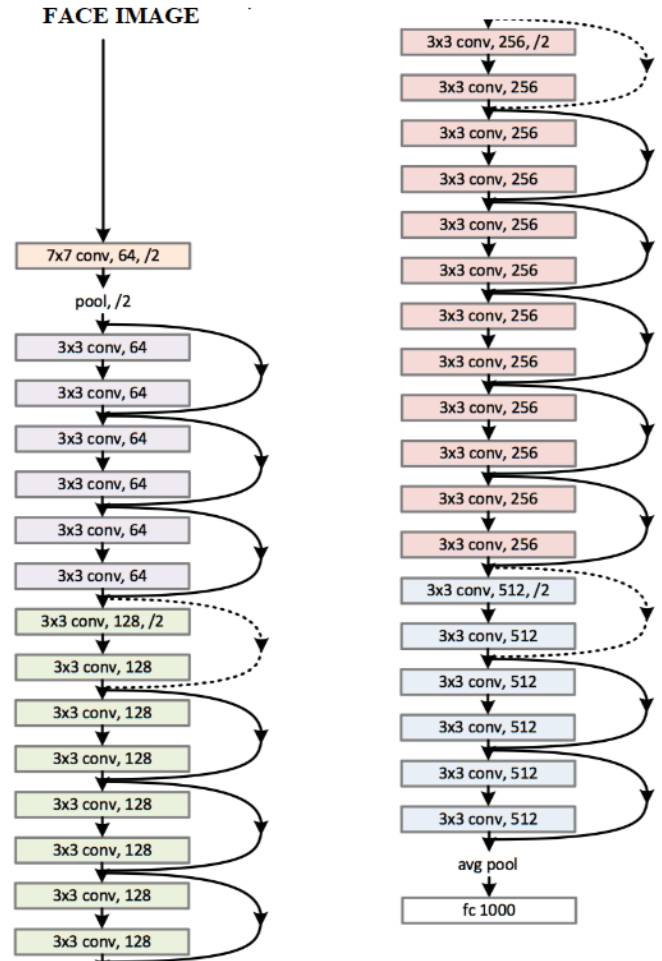 FACE IMAGE
7x7 conv, 64, /2
pool, /2
3x3 conv, 64
3x3 conv, 64
3x3 conv, 64
3x3 conv, 64
3x3 conv, 64
3x3 conv, 64
3x3 conv, 128, /2
3x3 conv, 128
3x3 conv, 128
3x3 conv, 128
3x3 conv, 128
3x3 conv, 128
3x3 conv, 128
3x3 conv, 128
3x3 conv, 256, /2
3x3 conv, 256
3x3 conv, 256
3x3 conv, 256
3x3 conv, 256
3x3 conv, 256
3x3 conv, 256
3x3 conv, 256
3x3 conv, 256
3x3 conv, 256
3x3 conv, 256
3x3 conv, 256
3x3 conv, 512, /2
3x3 conv, 512
3x3 conv, 512
3x3 conv, 512
3x3 conv, 512
3x3 conv, 512
avg pool
fc 1000